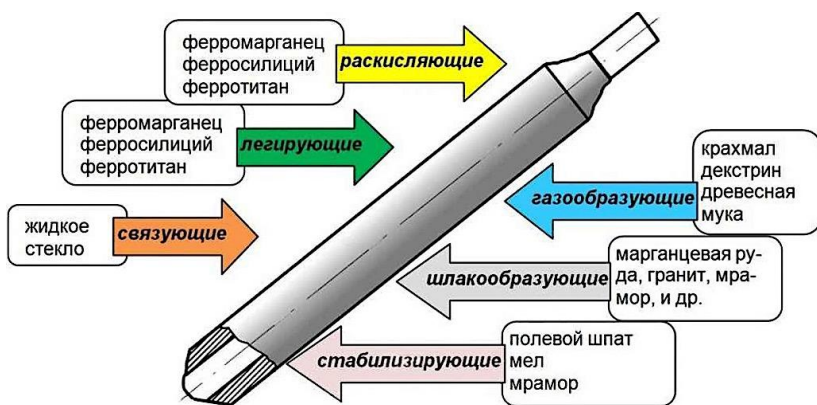 ферромарганец
ферросилиций
ферротитан
раскисляющие
ферромарганец
ферросилиций
ферротитан
легирующие
крахмал
декстрин
древесная
мука
газообразующие
жидкое
стекло
связующие
марганцевая ру-
да, гранит, мра-
мор, и др.
шлакообразующие
полевой шпат
мел
мрамор
стабилизирующие